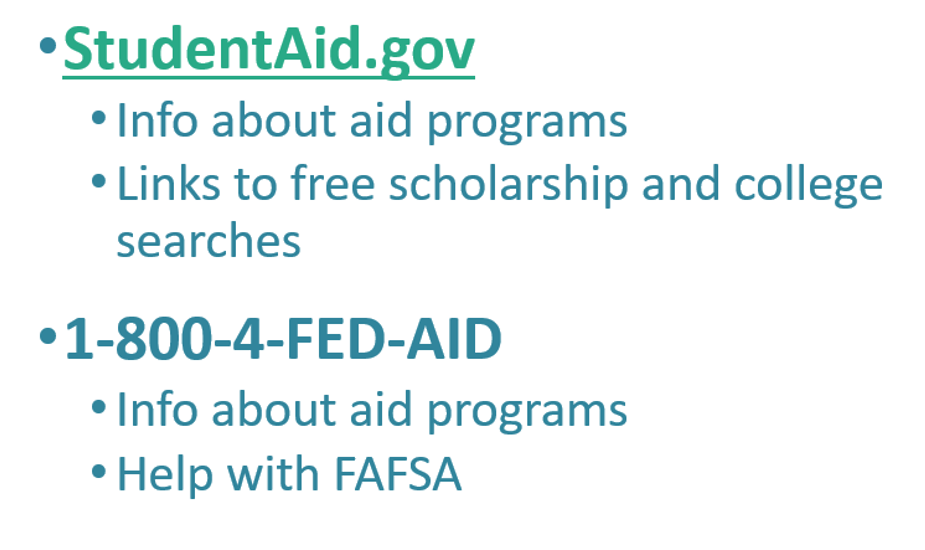 •StudentAid.gov
•Info about aid programs
•Links to free scholarship and college
searches
•1-800-4-FED-AID
•Info about aid programs
•Help with FAFSA